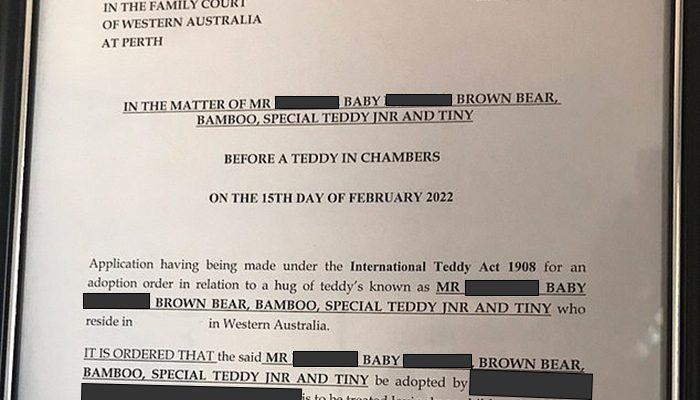 IN THE FAMILY COURT
OF WESTERN AUSTRALIA
AT PERTH
IN THE MATTER OF MR BABY BROWN BEAR,
BAMBOO, SPECIAL TEDDY JNR AND TINY
BEFORE A TEDDY IN CHAMBERS
ON THE 15TH DAY OF FEBRUARY 2022
Application having being made under the International Teddy Act 1908 for an
adoption order in relation to a hug of teddy's known as MR BABY
BROWN BEAR, BAMBOO, SPECIAL TEDDY JNR AND TINY who
reside in in Western Australia.
IT IS ORDERED THAT the said MR BABY , BROWN BEAR,
BAMBOO, SPECIAL TEDDY JNR AND TINY be adopted by
is to be treated